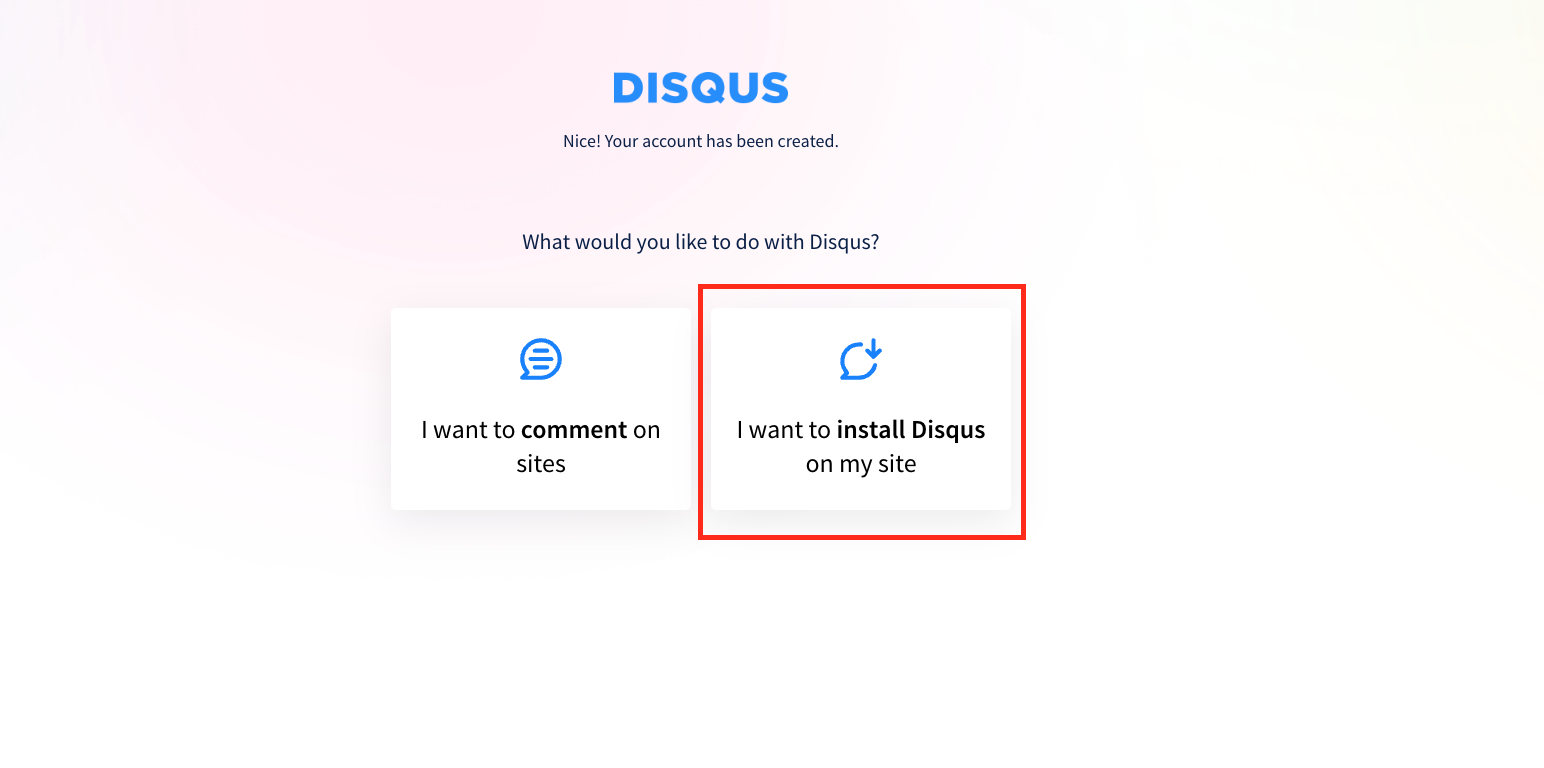 DISQUS
Nice! Your account has been created.
What would you like to do with Disqus?
I want to comment on
sites
I want to install Disqus
on my site